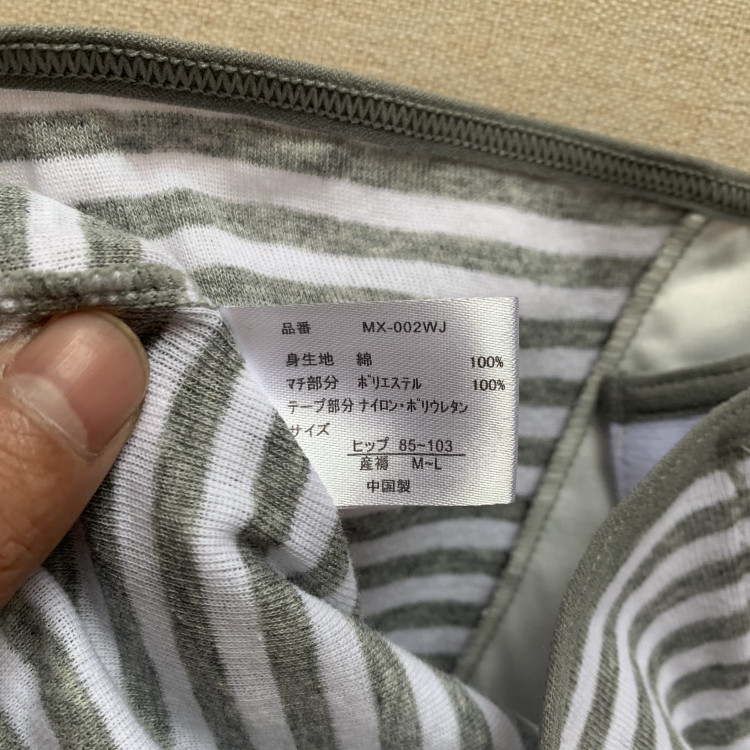 品番 MX-002WJ
身生地 綿 100%
マチ部分 ポリエステル 100%
テープ部分 ナイロン・ポリウレタン
サイズ
ヒップ 85~103
産褥 M~L
中国製